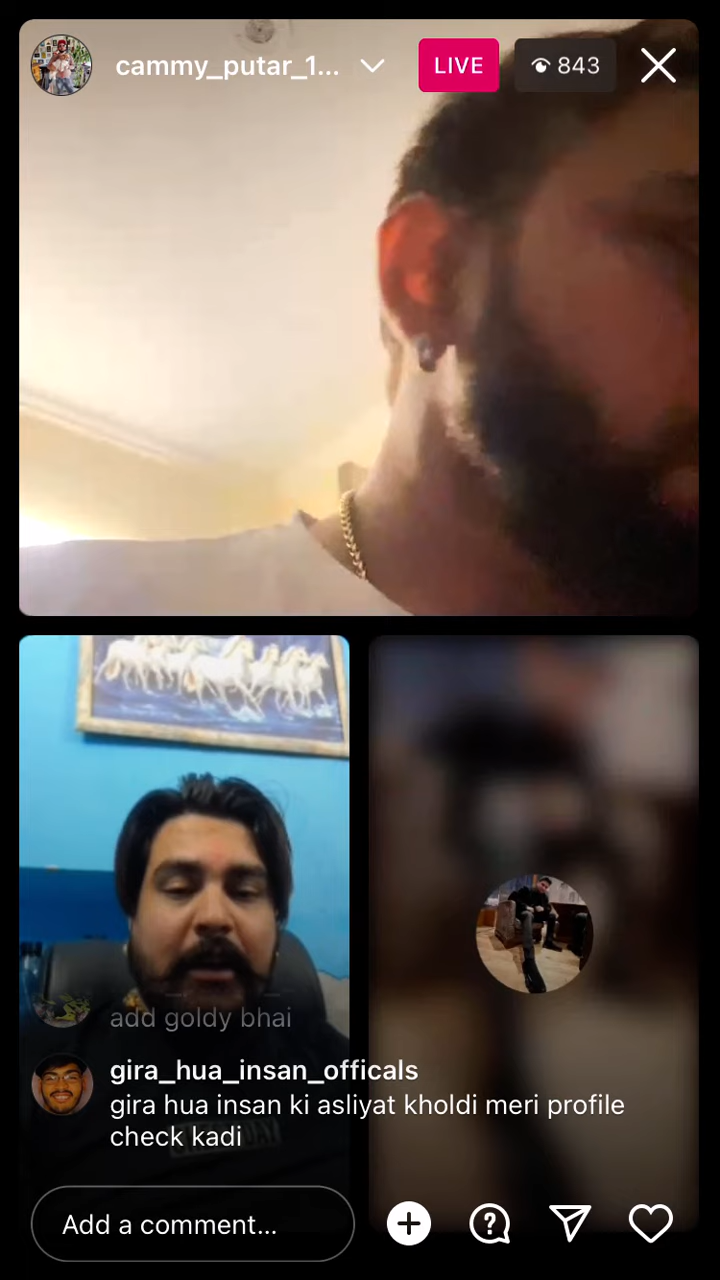 cammy_putar_1...
LIVE
843
add goldy bhai
gira_hua_insan_officals
gira hua insan ki asliyat kholdi meri profile
check kadi
Add a comment...